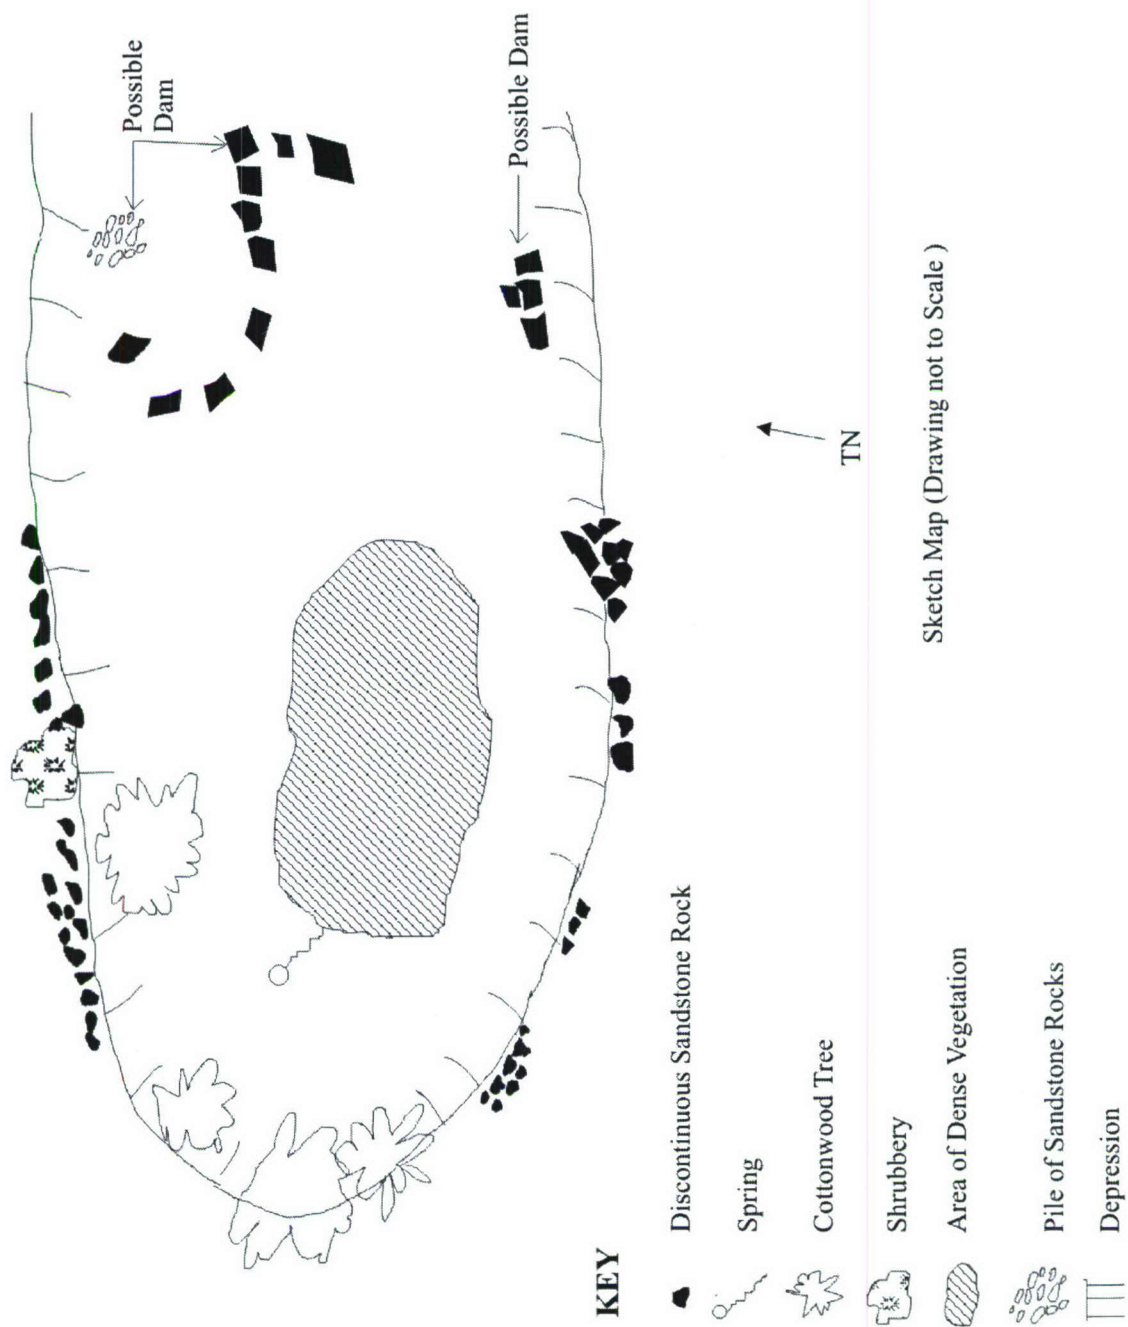 Possible
Dam
Possible Dam
TN
Sketch Map (Drawing not to Scale )
KEY
Discontinuous Sandstone Rock
Spring
Cottonwood Tree
Shrubbery
Area of Dense Vegetation
Pile of Sandstone Rocks
Depression